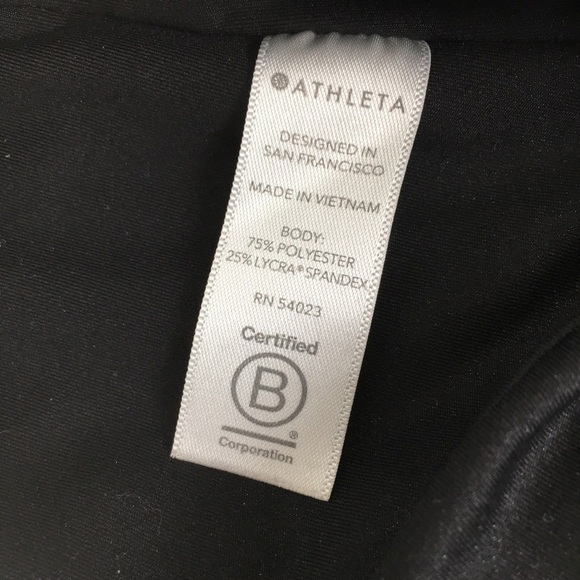 ATHLETA
DESIGNED IN
SAN FRANCISCO
MADE IN VIETNAM
BODY:
75% POLYESTER
25% LYCRA® SPANDEX
RN 54023
Certified
B
®
Corporation